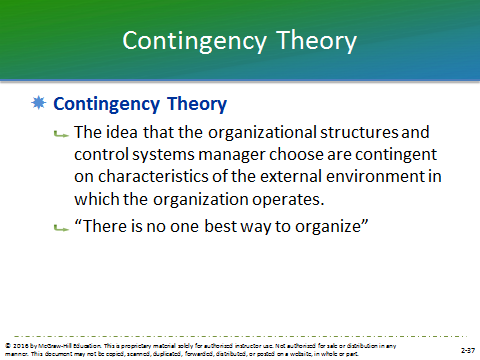 Contingency Theory
Contingency Theory
The idea that the organizational structures and
control systems manager choose are contingent
on characteristics of the external environment in
which the organization operates.
“There is no one best way to organize”
© 2016 by McGraw-Hill Education. This is proprietary material solely for authorized instructor use. Not authorized for sale or distribution in any
manner. This document may not be copied, scanned, duplicated, forwarded, distributed, or posted on a website, in whole or part.
2-37